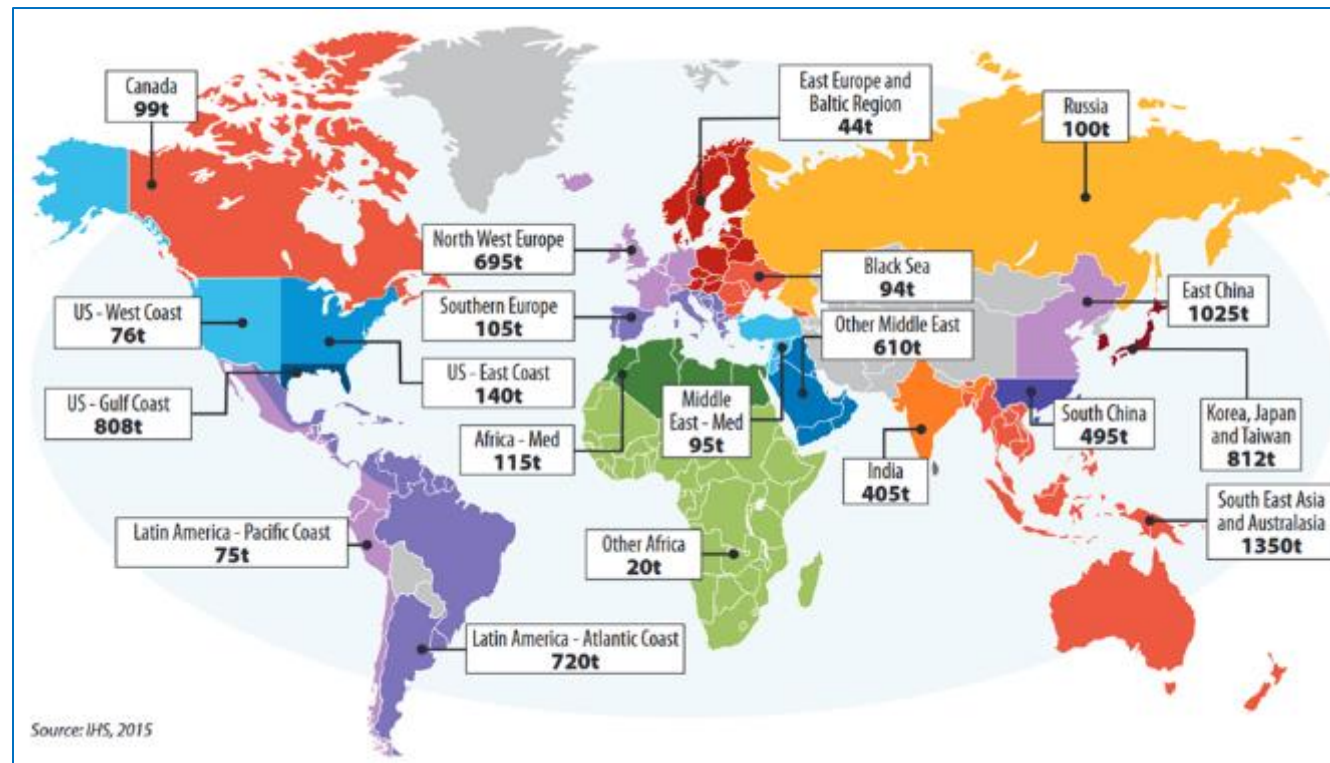 Canada
99t
East Europe and
Baltic Region
44t
Russia
100t
North West Europe
695t
Black Sea
94t
East China
1025t
US - West Coast
76t
Southern Europe
105t
Other Middle East
610t
US - East Coast
140t
US - Gulf Coast
808t
Africa - Med
115t
Middle
East - Med
95t
India
405t
South China
495t
Korea, Japan
and Taiwan
812t
South East Asia
and Australasia
1350t
Latin America - Pacific Coast
75t
Other Africa
20t
Latin America - Atlantic Coast
720t
Source: IHS, 2015